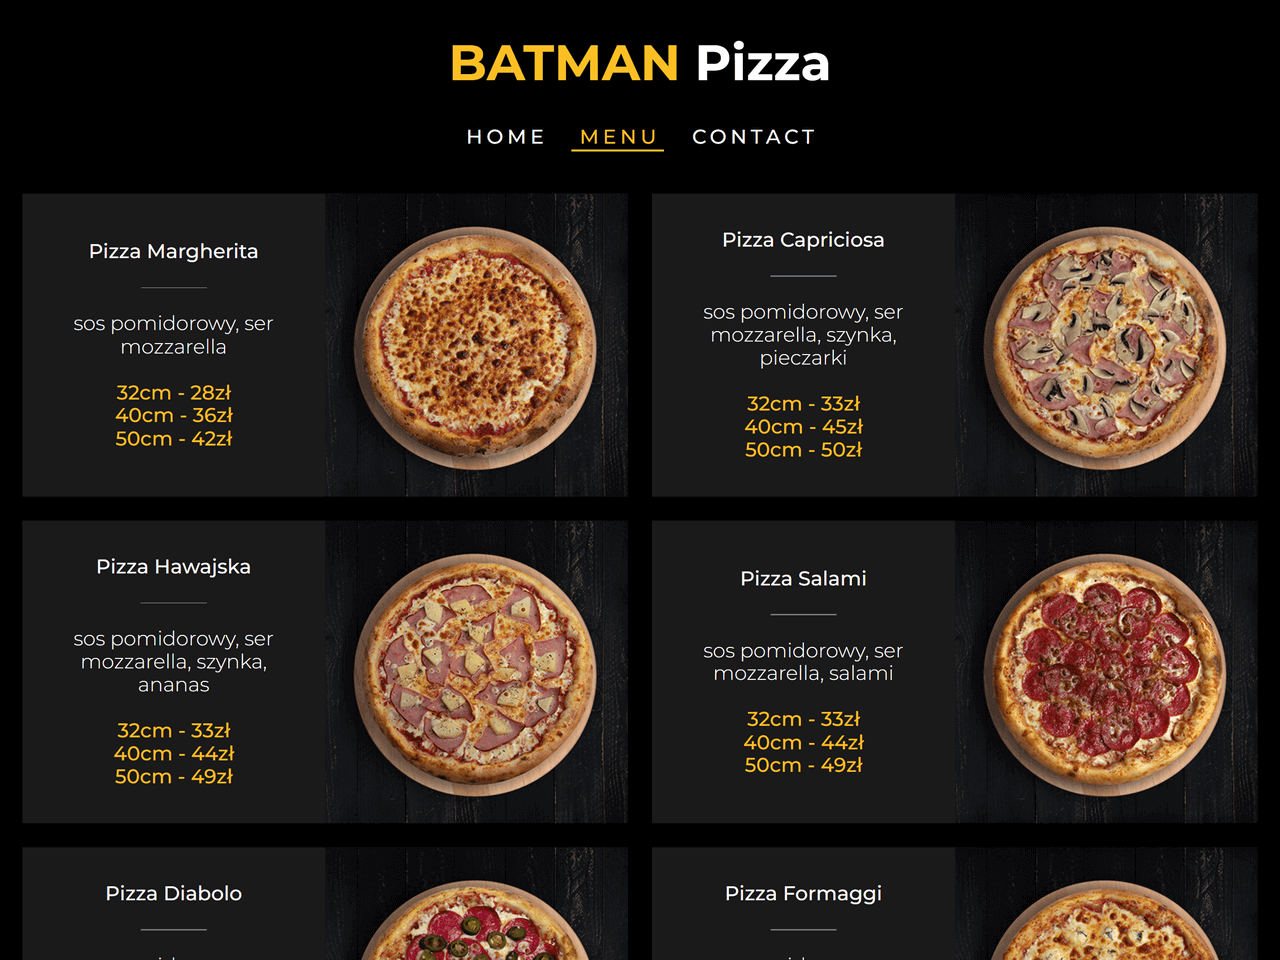 BATMAN Pizza
HOME MENU CONTACT
Pizza Margherita
sos pomidorowy, ser
mozzarella
32cm - 28zł
40cm - 36zł
50cm - 42zł
Pizza Capriciosa
sos pomidorowy, ser
mozzarella, szynka,
pieczarki
32cm - 33zł
40cm - 45zł
50cm - 50zł
Pizza Hawajska
sos pomidorowy, ser
mozzarella, szynka,
ananas
32cm - 33zł
40cm - 44zł
50cm - 49zł
Pizza Salami
sos pomidorowy, ser
mozzarella, salami
32cm - 33zł
40cm - 44zł
50cm - 49zł
Pizza Diabolo
Pizza Formaggi